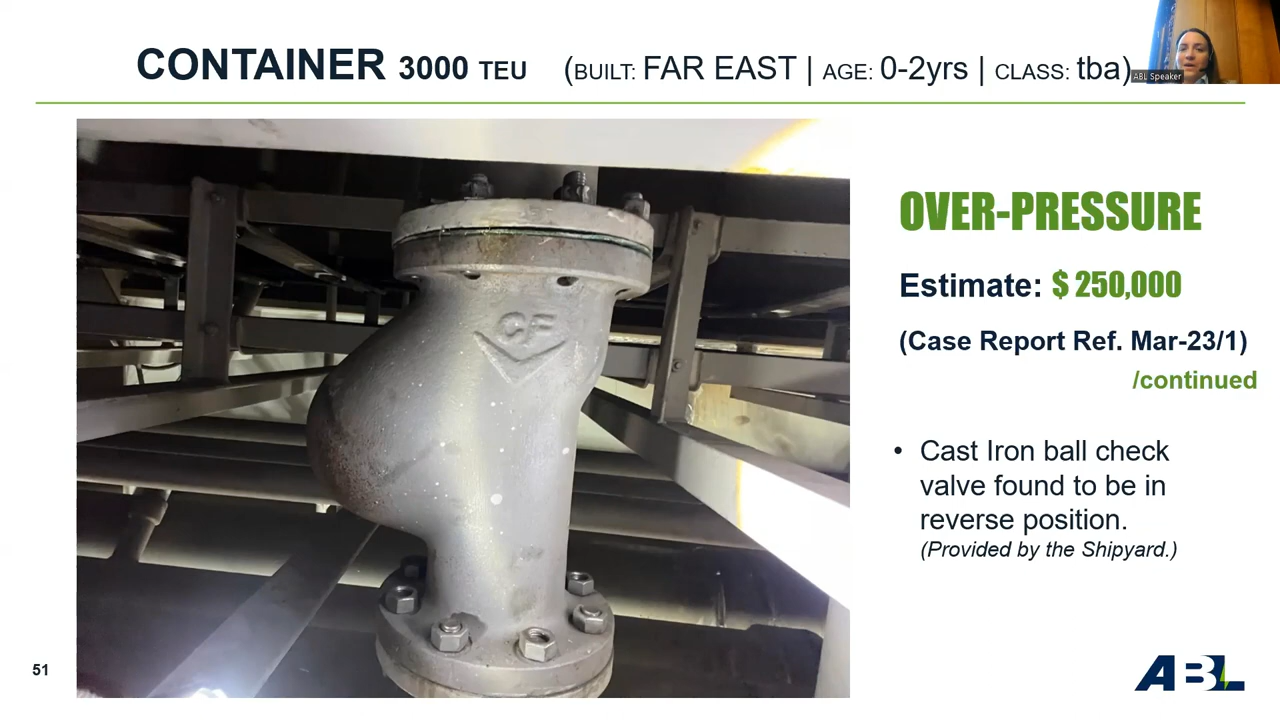 CONTAINER 3000 TEU (BUILT: FAR EAST | AGE: 0-2yrs | CLASS: tba)
ABL Speaker
CF
OVER-PRESSURE
Estimate: $ 250,000
(Case Report Ref. Mar-23/1)
/continued
• Cast Iron ball check
valve found to be in
reverse position.
(Provided by the Shipyard.)
51
ABL